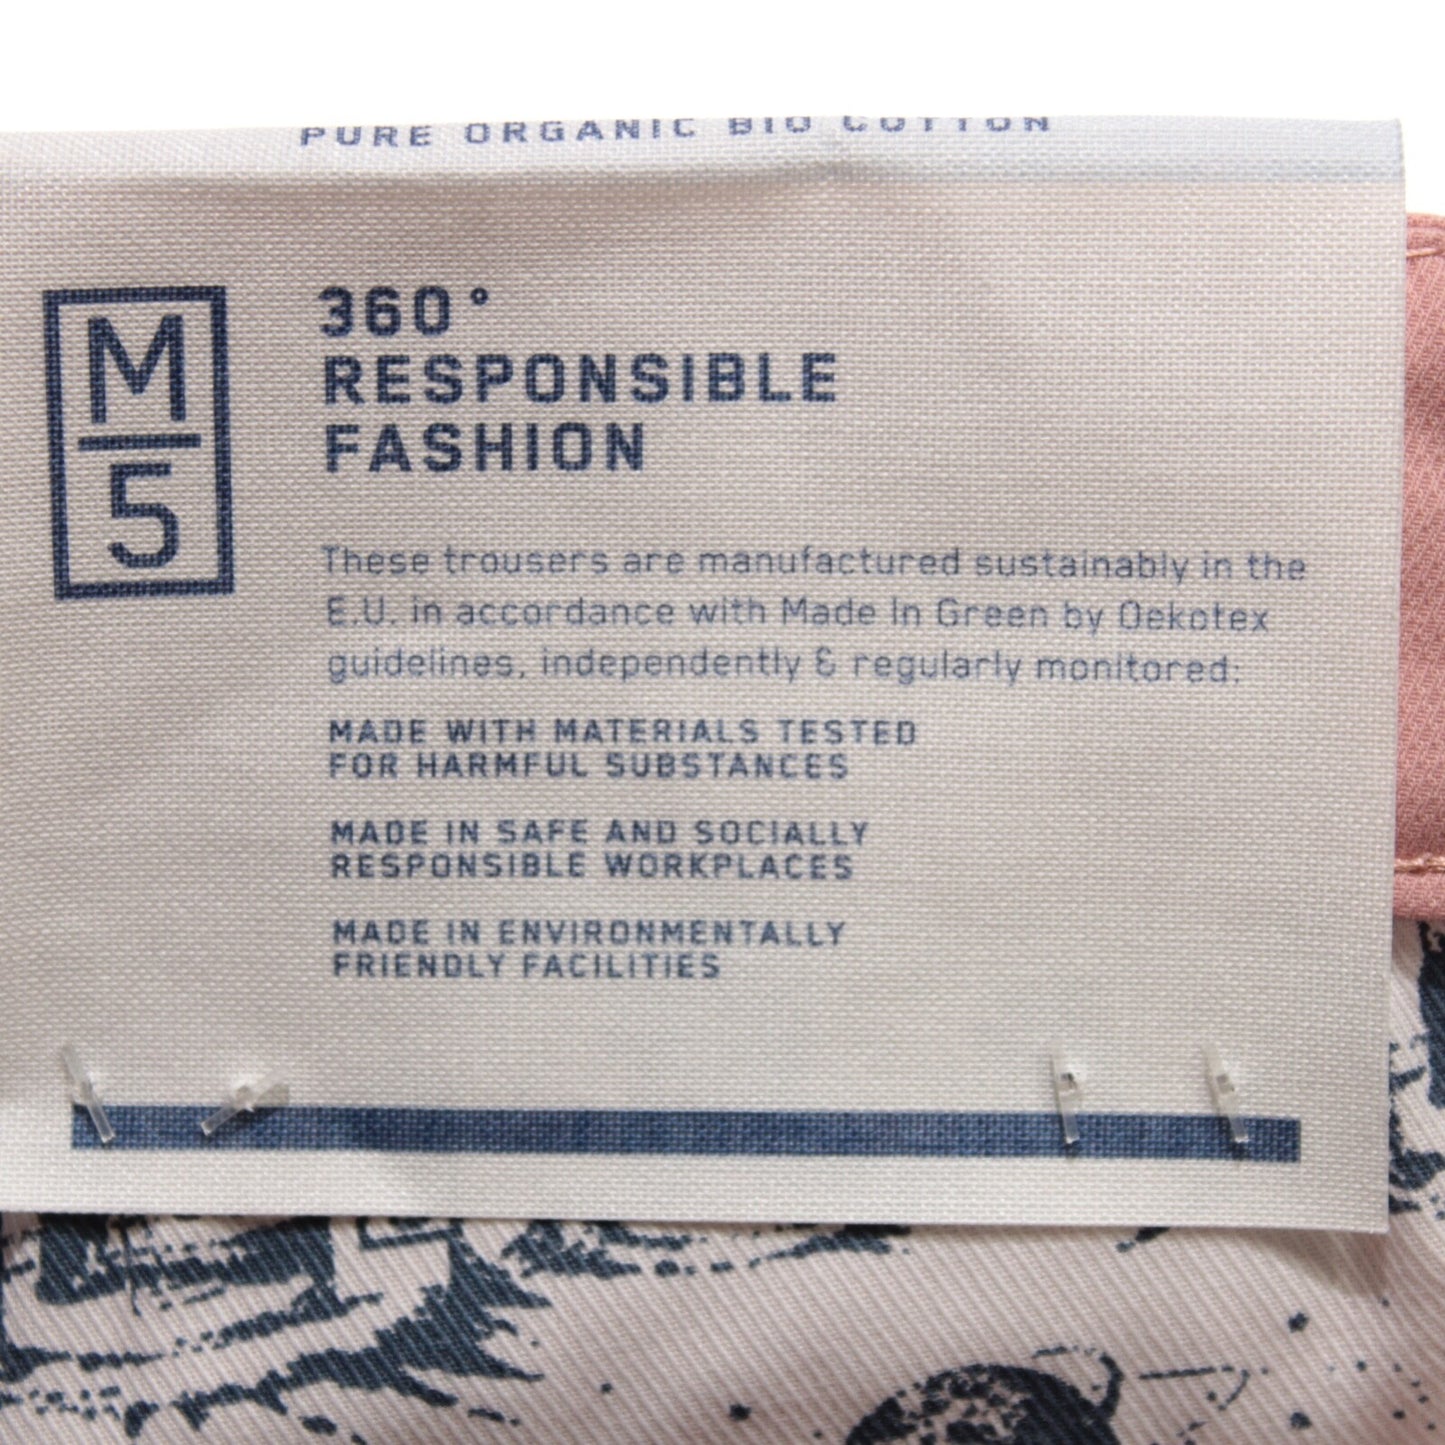 PURE ORGANIC BIO COTTON
M
5
360°
RESPONSIBLE
FASHION
These trousers are manufactured sustainably in the
E.U. in accordance with Made In Green by Oekotex
guidelines, independently & regularly monitored:
MADE WITH MATERIALS TESTED
FOR HARMFUL SUBSTANCES
MADE IN SAFE AND SOCIALLY
RESPONSIBLE WORKPLACES
MADE IN ENVIRONMENTALLY
FRIENDLY FACILITIES